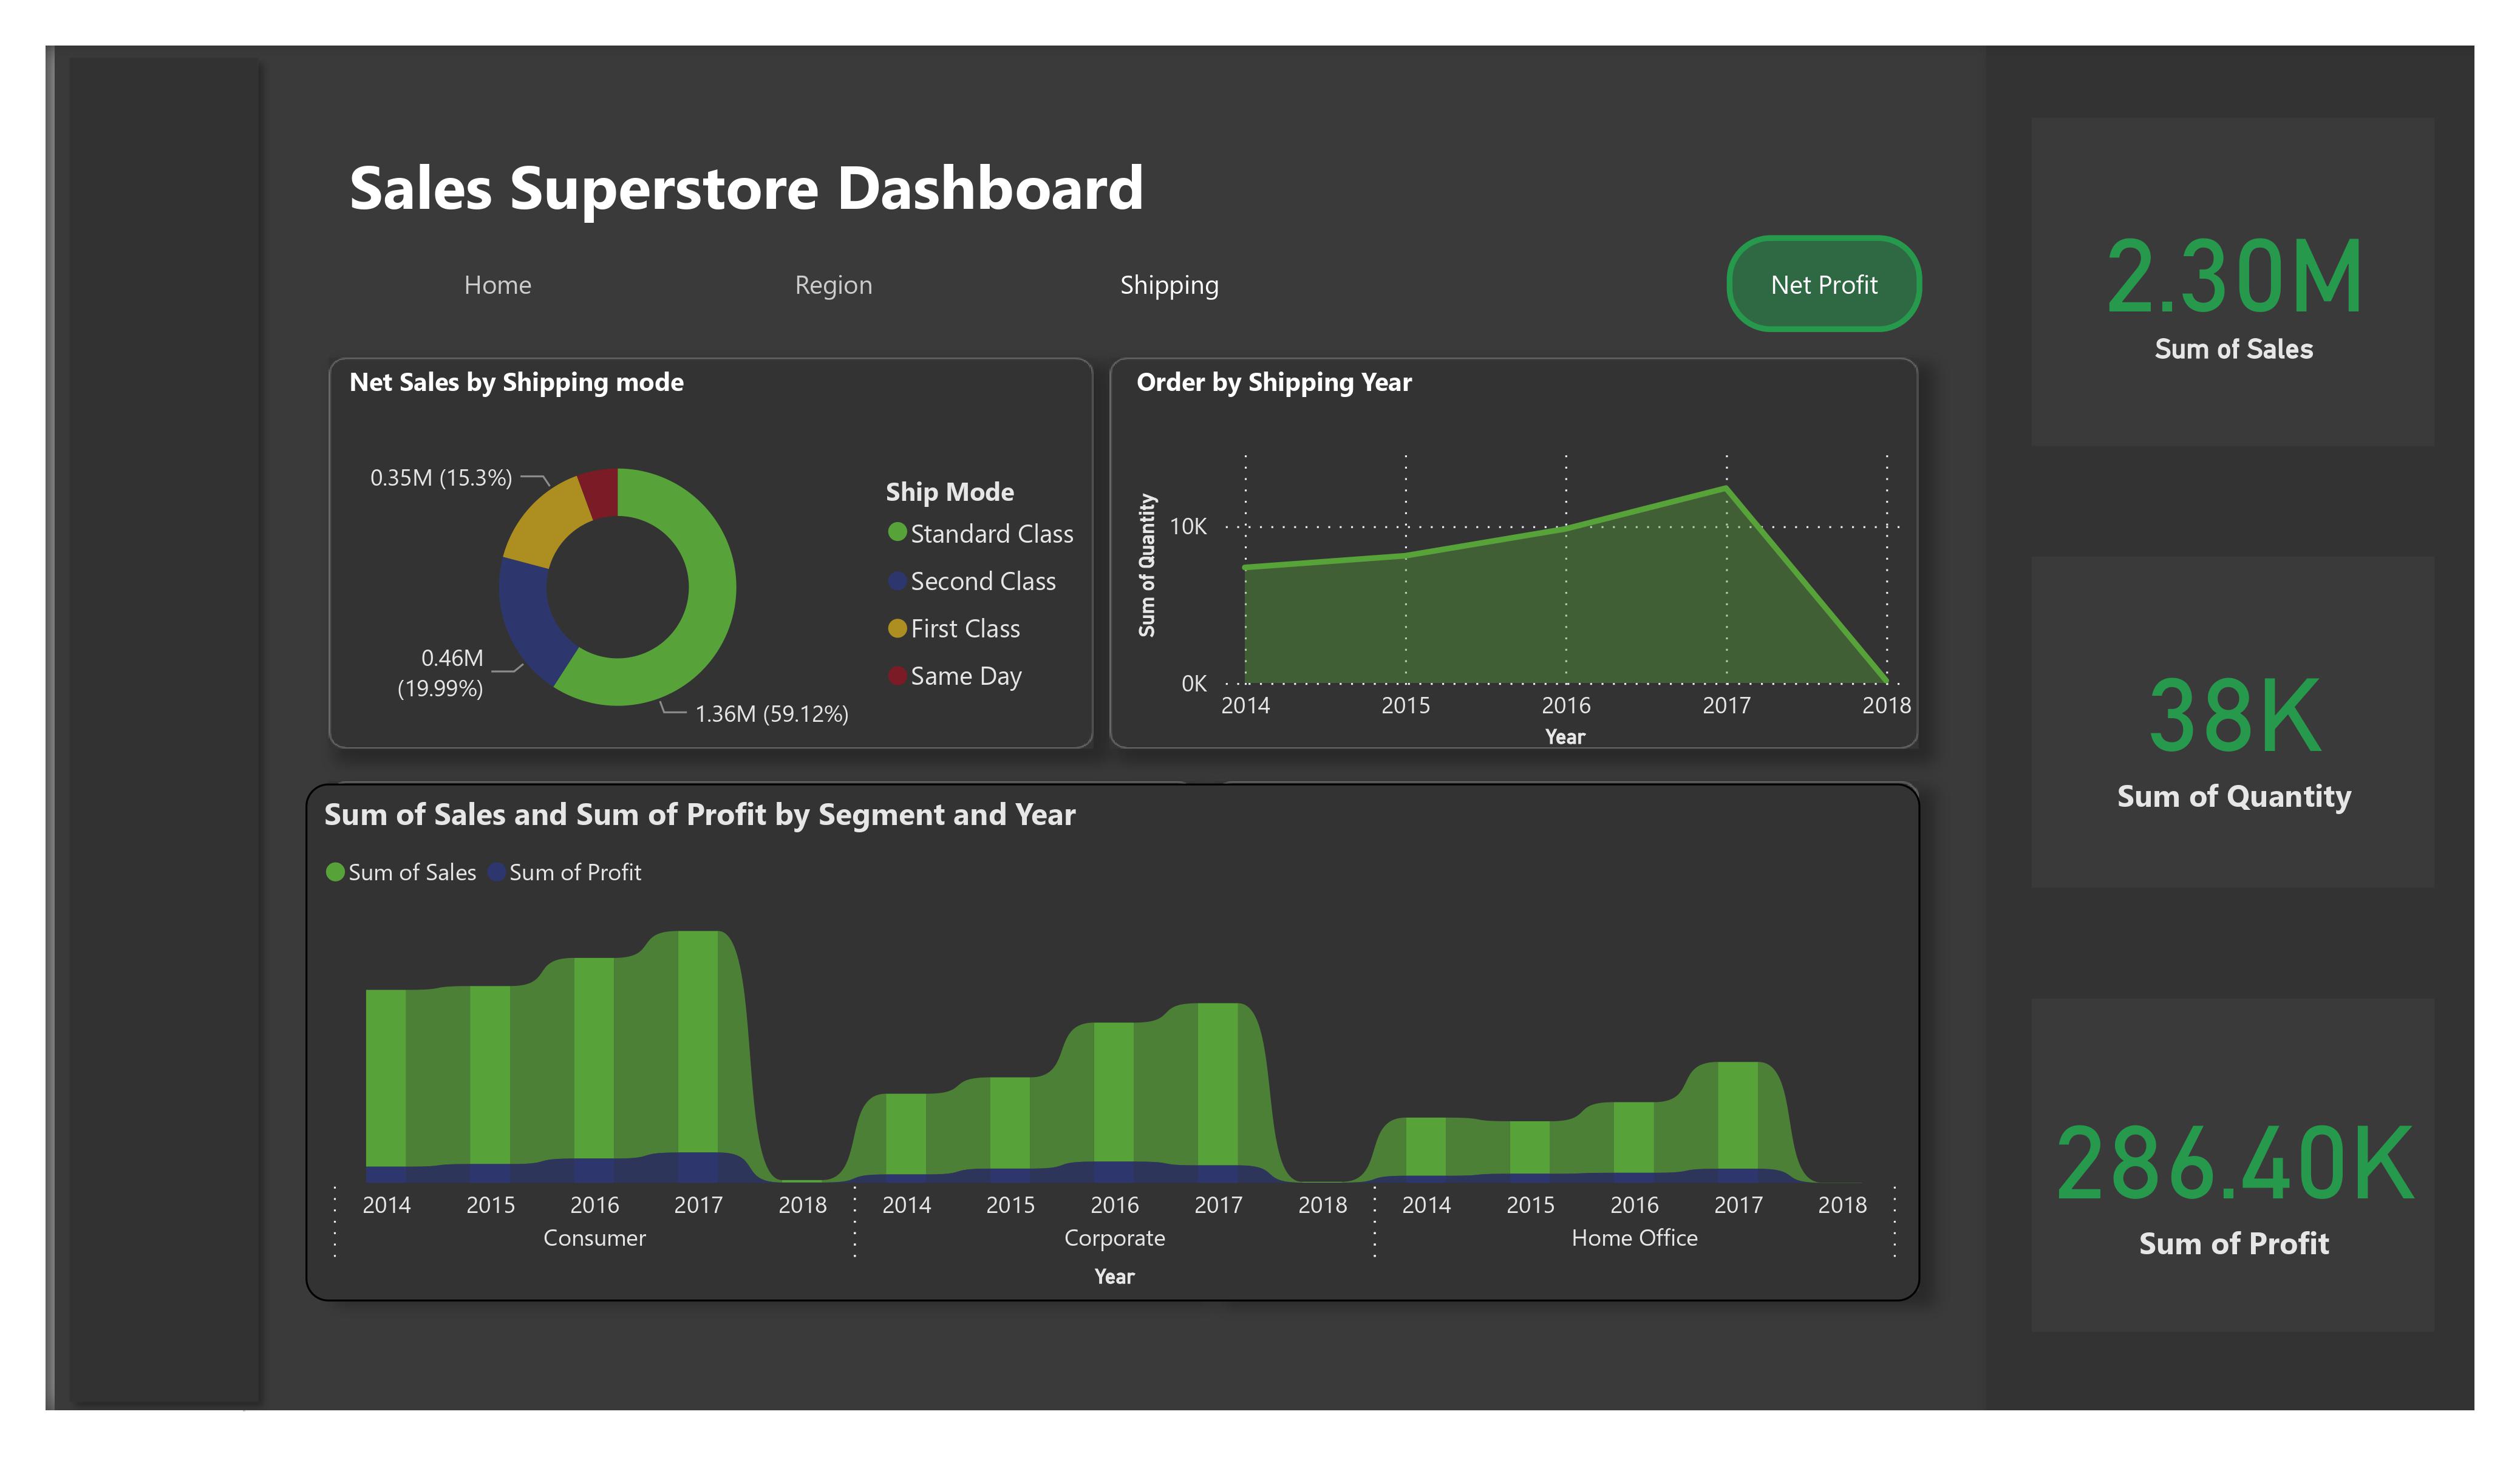 Sales Superstore Dashboard
Home
Region
Shipping
Net Profit
Net Sales by Shipping mode
0.35M (15.3%)
0.46M
(19.99%)
1.36M (59.12%)
Ship Mode
Standard Class
Second Class
First Class
Same Day
Order by Shipping Year
Sum of Quantity
10K
0K
2014 2015 2016 2017 2018
Year
Sum of Sales and Sum of Profit by Segment and Year
Sum of Sales Sum of Profit
2014 2015 2016 2017 2018 2014 2015 2016 2017 2018 2014 2015 2016 2017 2018
Consumer Corporate Home Office
Year
2.30M
Sum of Sales
38K
Sum of Quantity
286.40K
Sum of Profit